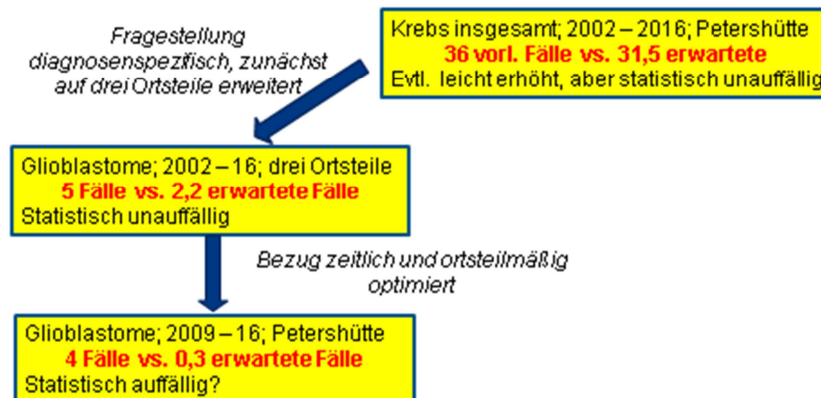 Fragestellung
diagnosenspezifisch, zunächst
auf drei Ortsteile erweitert
Krebs insgesamt; 2002 – 2016; Petershütte
36 vorl. Fälle vs. 31,5 erwartete
Evtl. leicht erhöht, aber statistisch unauffällig
Glioblastome; 2002 – 16; drei Ortsteile
5 Fälle vs. 2,2 erwartete Fälle
Statistisch unauffällig
Bezug zeitlich und ortsteilmäßig
optimiert
Glioblastome; 2009 – 16; Petershütte
4 Fälle vs. 0,3 erwartete Fälle
Statistisch auffällig?